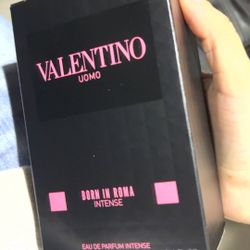 VALENTINO
UOMO
BORN IN ROMA
INTENSE
EAU DE PARFUM INTENSE